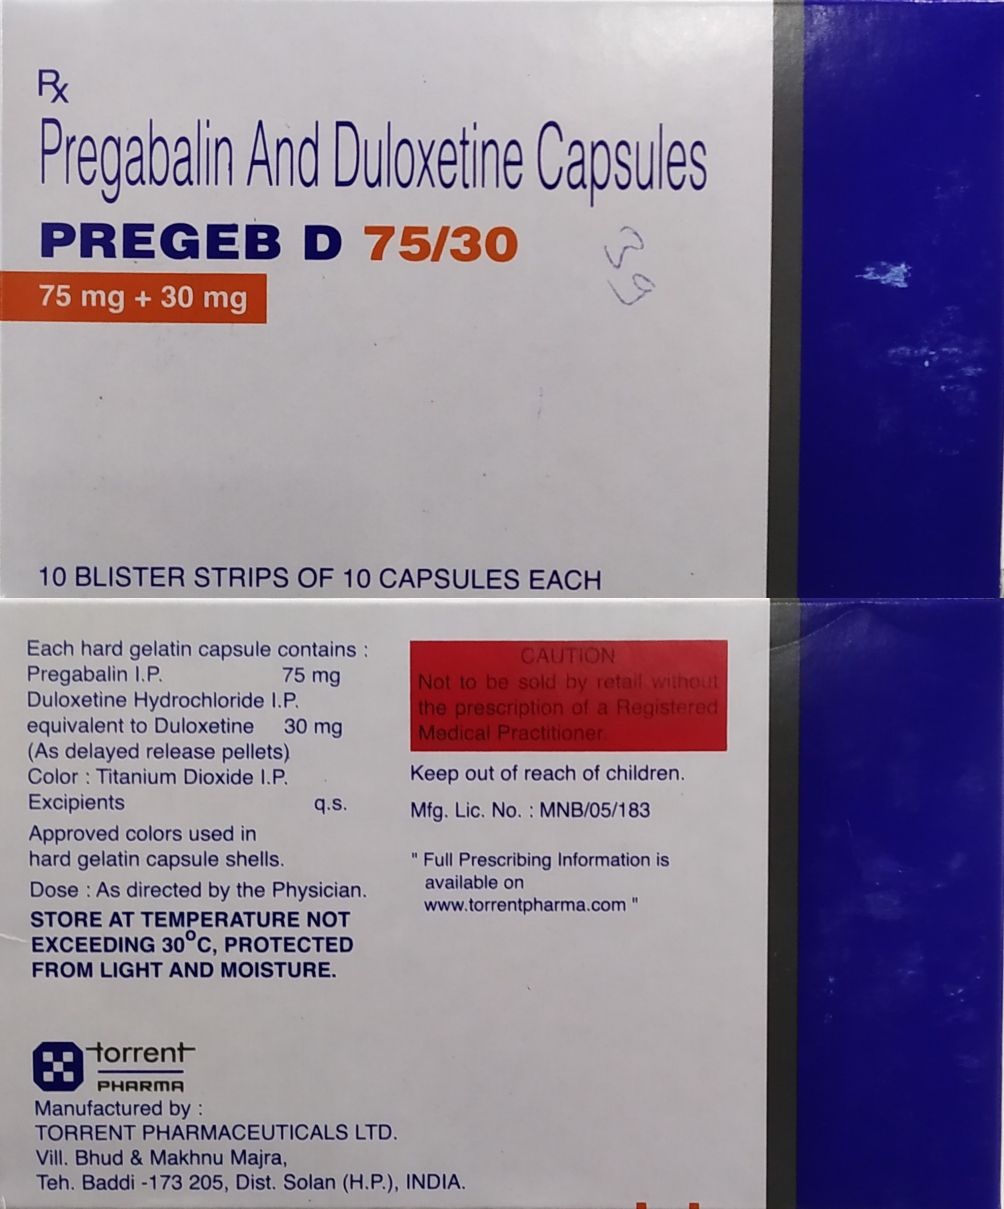 Rx
Pregabalin And Duloxetine Capsules
PREGEB D 75/30
75 mg + 30 mg
39
10 BLISTER STRIPS OF 10 CAPSULES EACH
Each hard gelatin capsule contains :
Pregabalin I.P. 75 mg
Duloxetine Hydrochloride I.P.
equivalent to Duloxetine 30 mg
(As delayed release pellets)
Color : Titanium Dioxide I.P.
Excipients q.s.
Approved colors used in
hard gelatin capsule shells.
Dose : As directed by the Physician.
STORE AT TEMPERATURE NOT
EXCEEDING 30°C, PROTECTED
FROM LIGHT AND MOISTURE.
torrent
PHARMA
Manufactured by :
TORRENT PHARMACEUTICALS LTD.
Vill. Bhud & Makhnu Majra,
Teh. Baddi -173 205, Dist. Solan (H.P.), INDIA.
CAUTION
Not to be sold by retail without
the prescription of a Registered
Medical Practitioner.
Keep out of reach of children.
Mfg. Lic. No. : MNB/05/183
" Full Prescribing Information is
available on
www.torrentpharma.com "